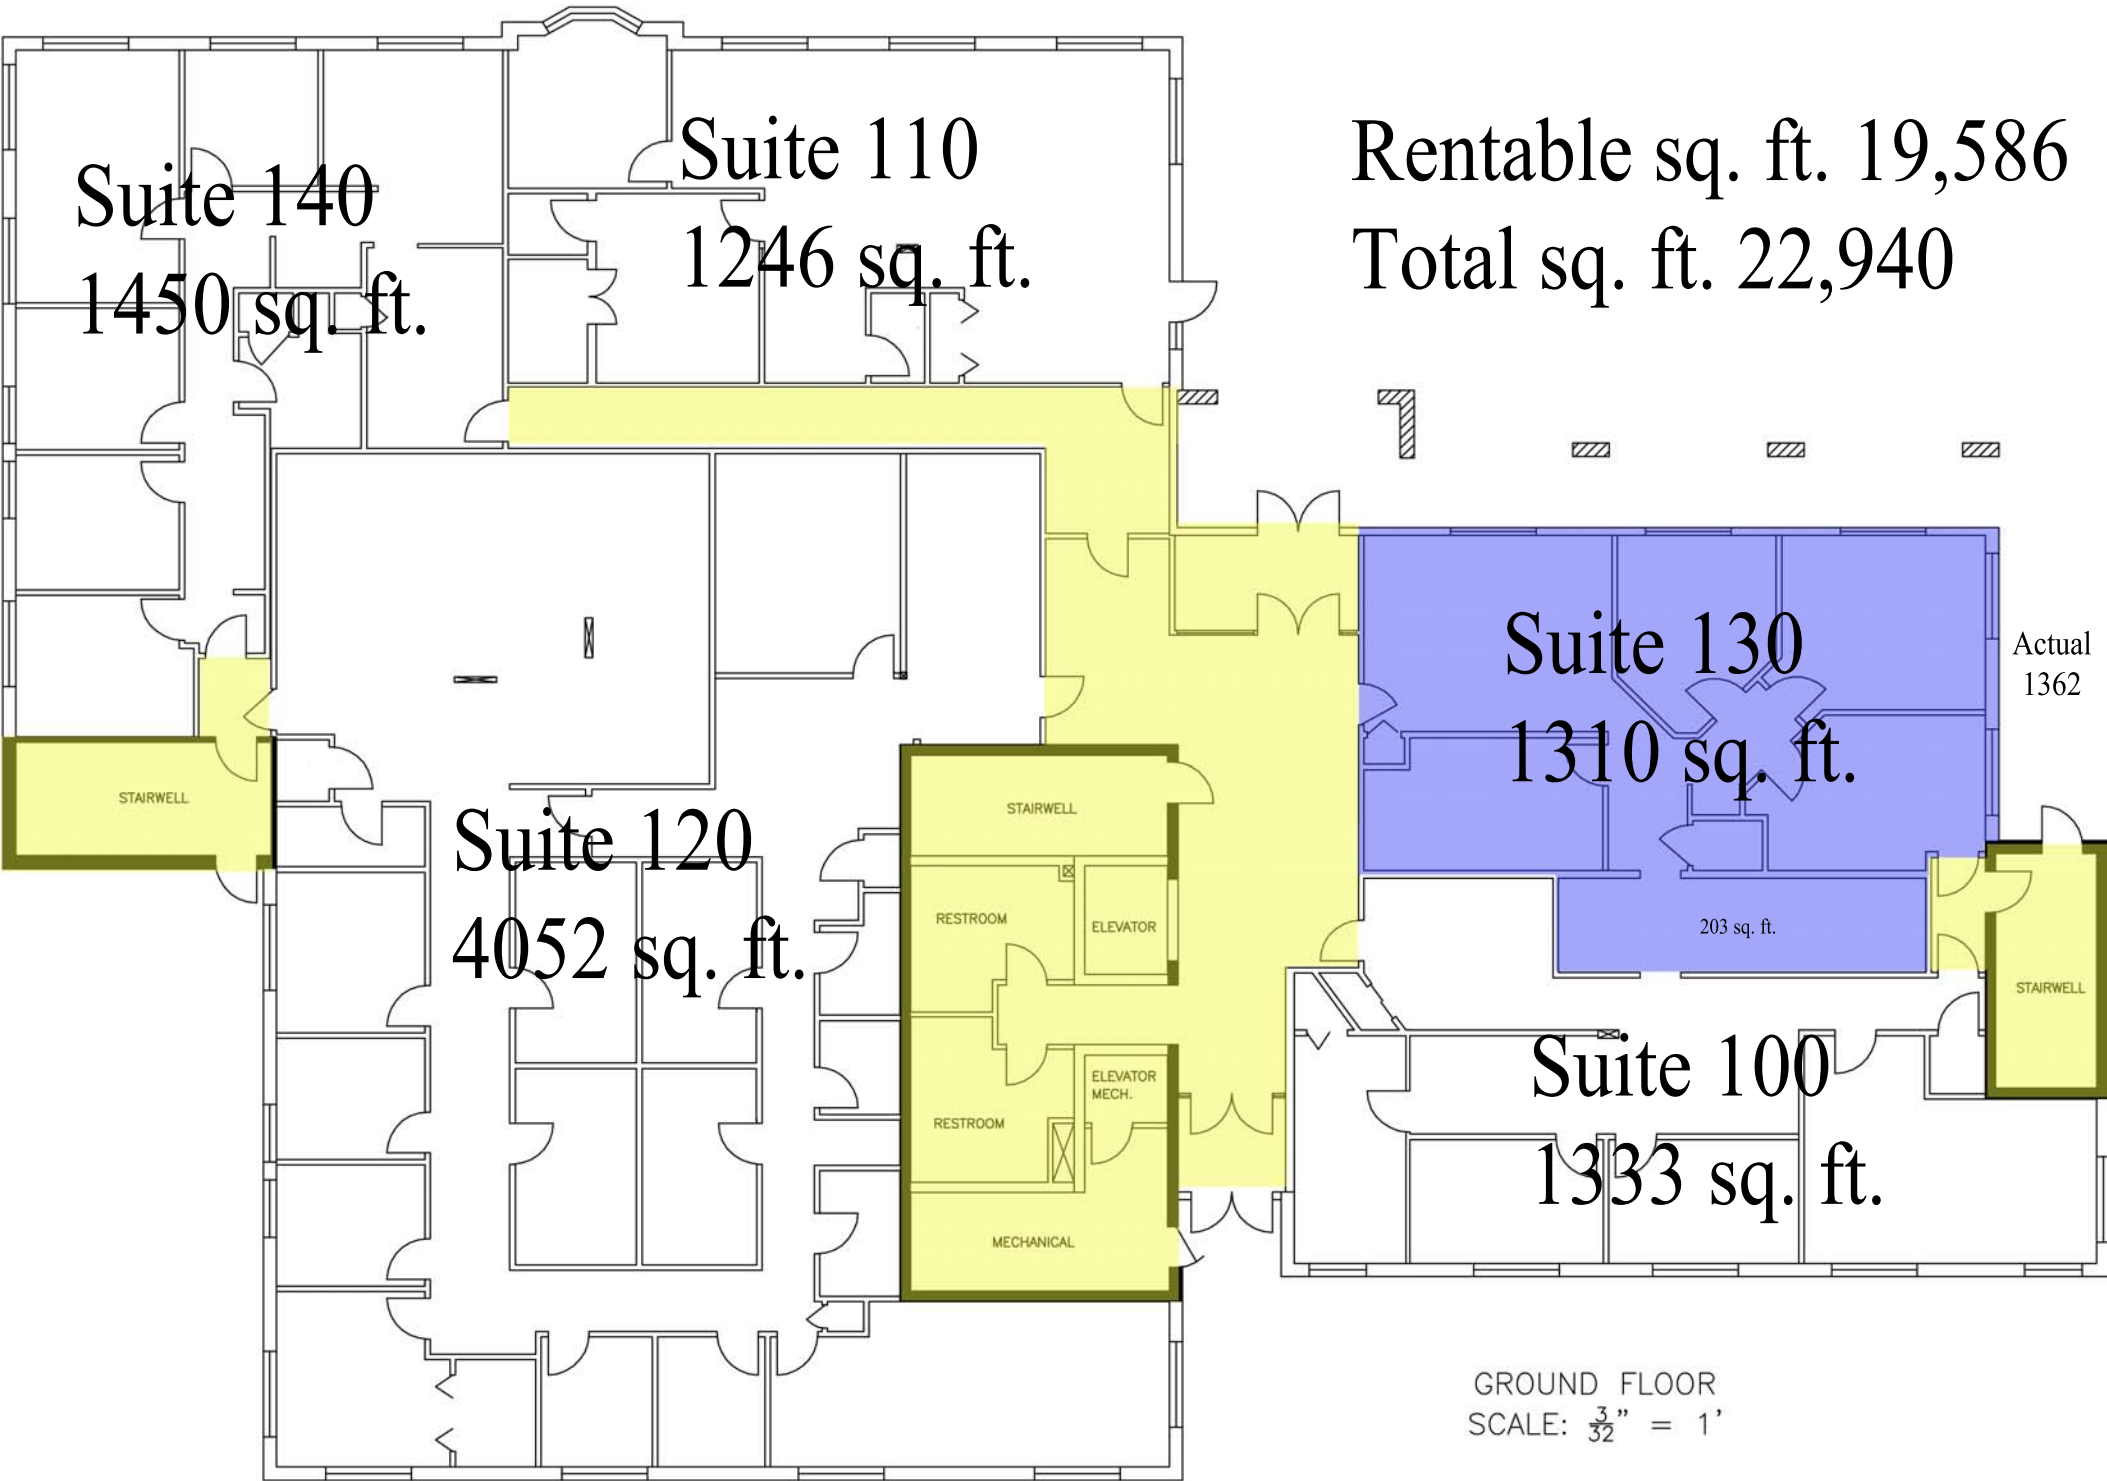 Suite 140
1450 sq. ft.
Suite 110
1246 sq. ft.
Rentable sq. ft. 19,586
Total sq. ft. 22,940
Suite 130
1310 sq. ft.
Actual
1362
203 sq. ft.
STAIRWELL
Suite 120
4052 sq. ft.
STAIRWELL
RESTROOM
ELEVATOR
ELEVATOR
MECH.
RESTROOM
MECHANICAL
STAIRWELL
Suite 100
1333 sq. ft.
GROUND FLOOR
SCALE: 3/32" = 1'